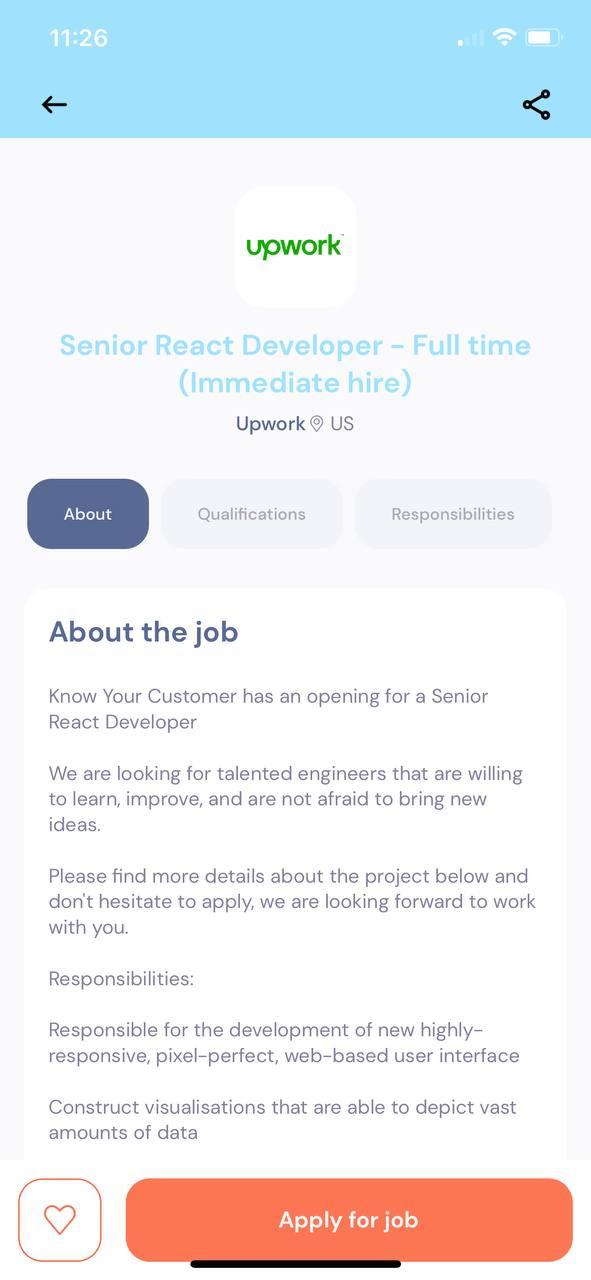 11:26
upwork
Senior React Developer - Full time
(Immediate hire)
Upwork US
About Qualifications Responsibilities
About the job
Know Your Customer has an opening for a Senior
React Developer
We are looking for talented engineers that are willing
to learn, improve, and are not afraid to bring new
ideas.
Please find more details about the project below and
don't hesitate to apply, we are looking forward to work
with you.
Responsibilities:
Responsible for the development of new highly-
responsive, pixel-perfect, web-based user interface
Construct visualisations that are able to depict vast
amounts of data
Apply for job